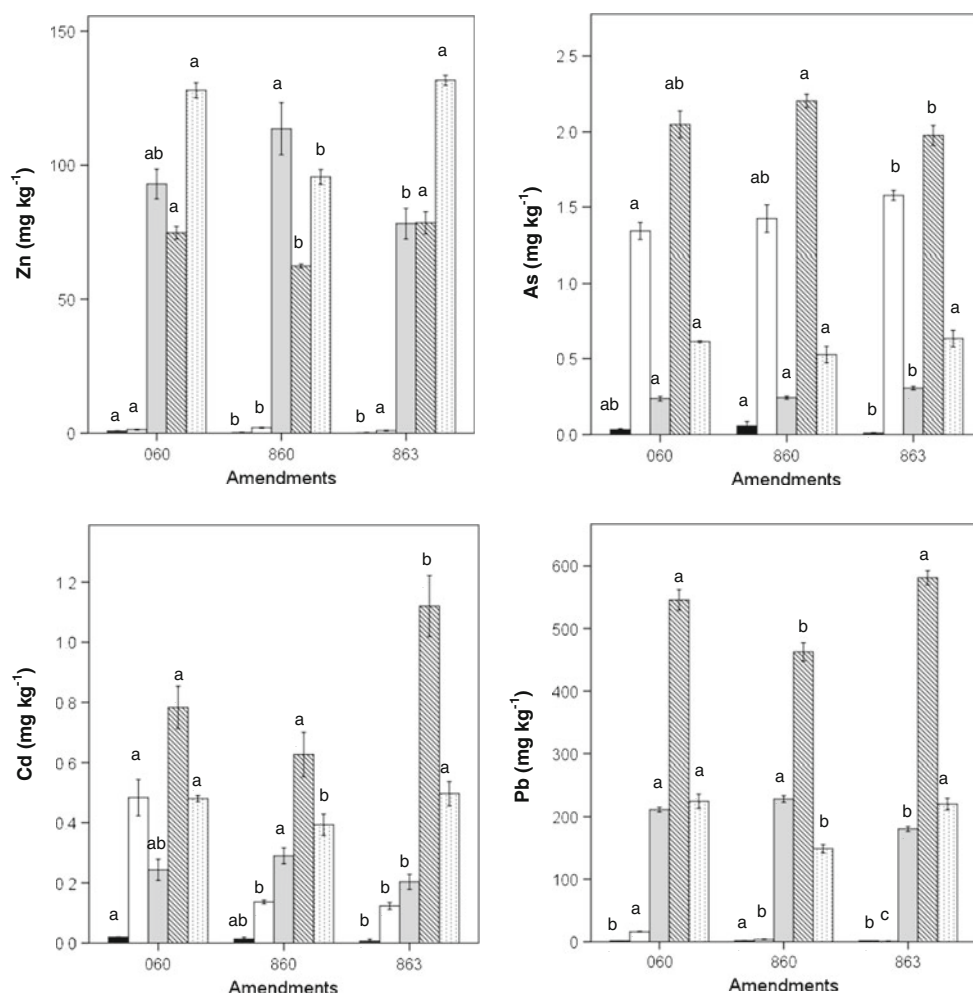 Zn (mg kg⁻¹)
150
100
50
0
a
ab
a
a a
a
a
b
b
b b
a
b a
b a
060 860 863
Amendments
As (mg kg⁻¹)
2.5
2.0
1.5
1.0
0.5
0.0
ab
a
b
a
ab
b
a
a
a
a
a
b
ab
a
b
060 860 863
Amendments
Cd (mg kg⁻¹)
1.2
1.0
0.8
0.6
0.4
0.2
0.0
b
a
a
a
a
a
b
a
ab
b
b
b
a
ab
b
060 860 863
Amendments
Pb (mg kg⁻¹)
600
500
400
300
200
100
0
a
a
b
a
a
a
a
b
b
b
a
a
b
b
c
060 860 863
Amendments